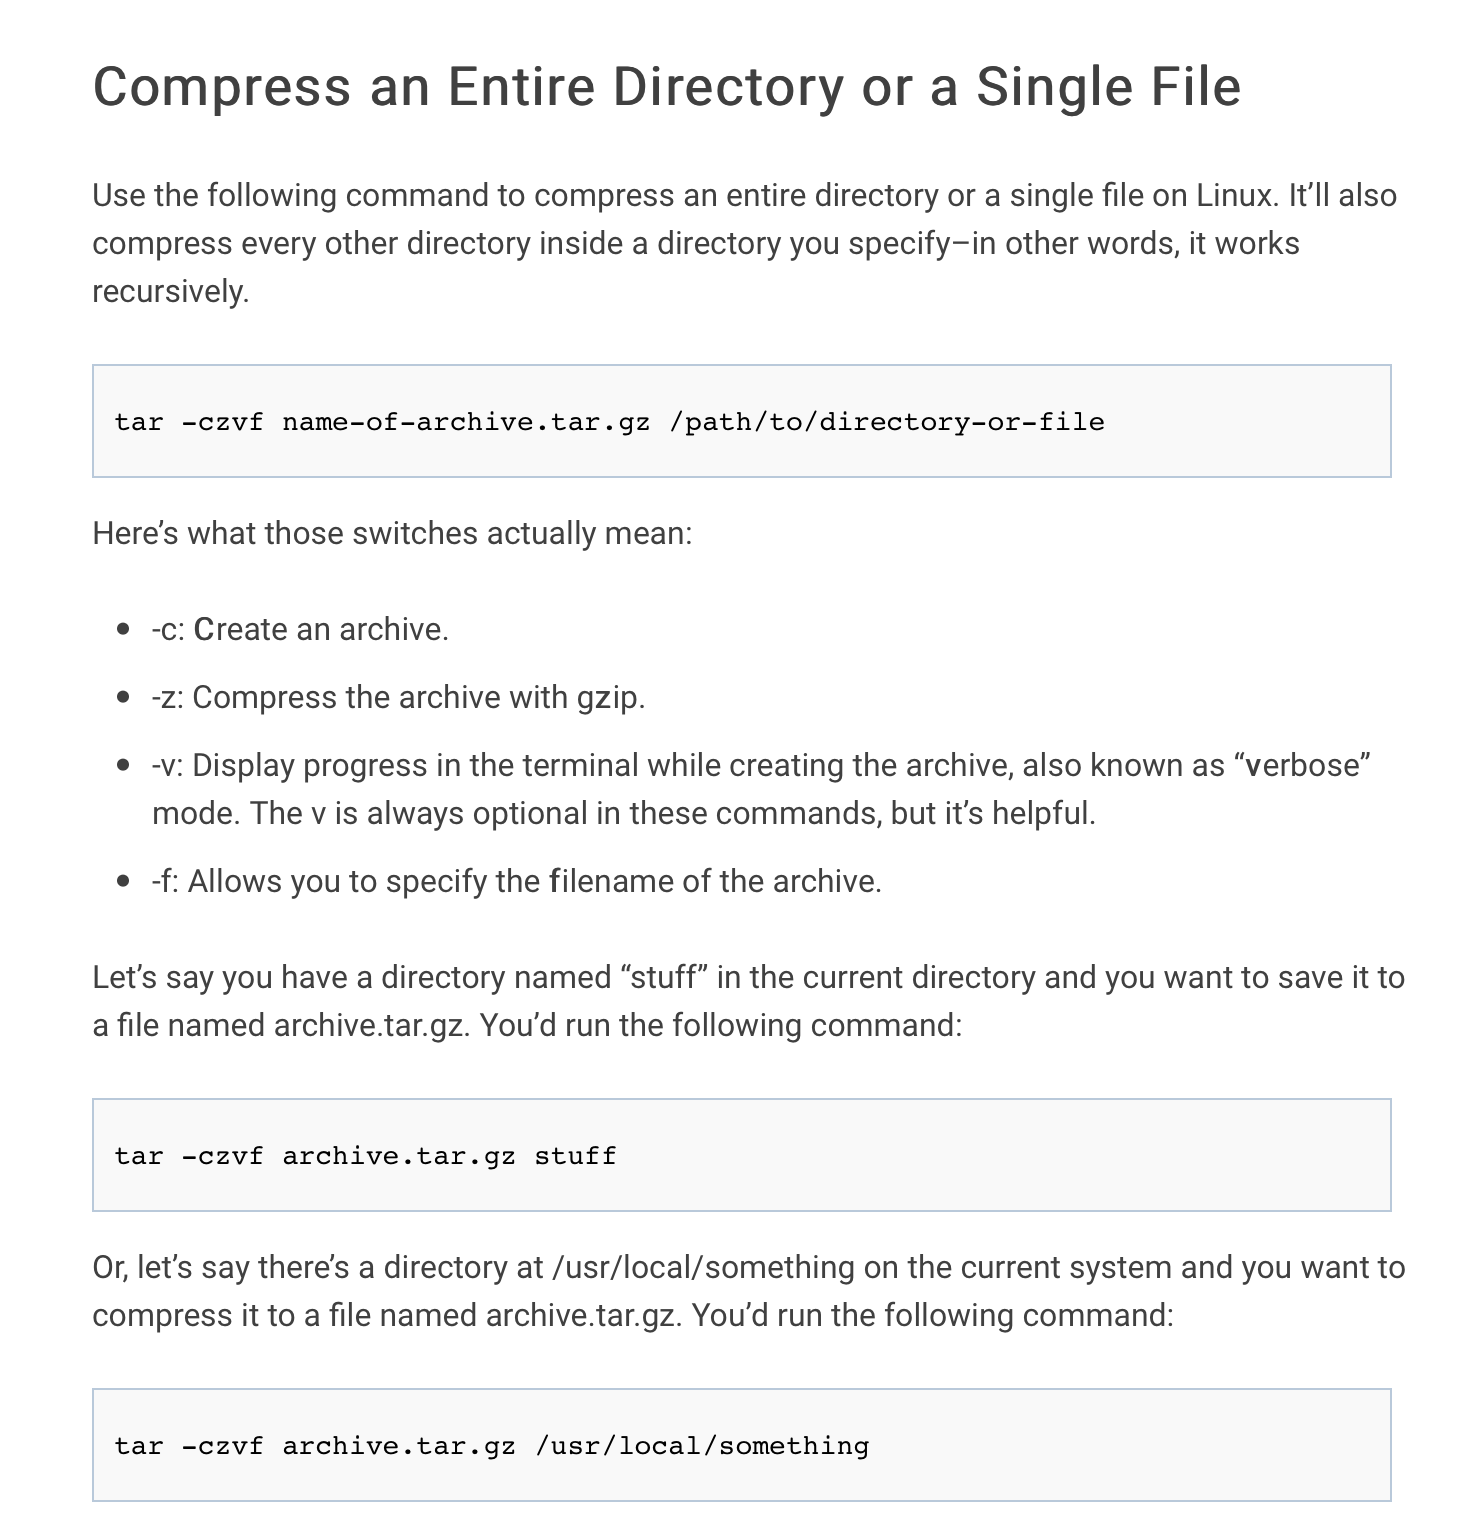 Compress an Entire Directory or a Single File
Use the following command to compress an entire directory or a single file on Linux. It’ll also
compress every other directory inside a directory you specify–in other words, it works
recursively.
tar -czvf name-of-archive.tar.gz /path/to/directory-or-file
Here’s what those switches actually mean:
• -c: Create an archive.
• -z: Compress the archive with gzip.
• -v: Display progress in the terminal while creating the archive, also known as “verbose”
mode. The v is always optional in these commands, but it’s helpful.
• -f: Allows you to specify the filename of the archive.
Let’s say you have a directory named “stuff” in the current directory and you want to save it to
a file named archive.tar.gz. You’d run the following command:
tar -czvf archive.tar.gz stuff
Or, let’s say there’s a directory at /usr/local/something on the current system and you want to
compress it to a file named archive.tar.gz. You’d run the following command:
tar -czvf archive.tar.gz /usr/local/something